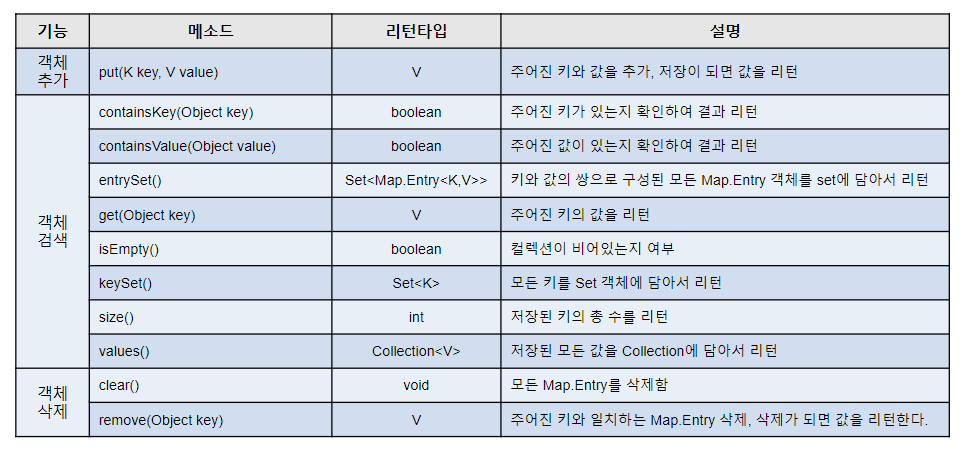 기능 메소드 리턴타입 설명
객체
추가
put(K key, V value) V 주어진 키와 값을 추가, 저장이 되면 값을 리턴
객체
검색
containsKey(Object key) boolean 주어진 키가 있는지 확인하여 결과 리턴
containsValue(Object value) boolean 주어진 값이 있는지 확인하여 결과 리턴
entrySet() Set<Map.Entry<K,V>> 키와 값의 쌍으로 구성된 모든 Map.Entry 객체를 set에 담아서 리턴
get(Object key) V 주어진 키의 값을 리턴
isEmpty() boolean 컬렉션이 비어있는지 여부
keySet() Set<K> 모든 키를 Set 객체에 담아서 리턴
size() int 저장된 키의 총 수를 리턴
values() Collection<V> 저장된 모든 값을 Collection에 담아서 리턴
객체
삭제
clear() void 모든 Map.Entry를 삭제함
remove(Object key) V 주어진 키와 일치하는 Map.Entry 삭제, 삭제가 되면 값을 리턴한다.